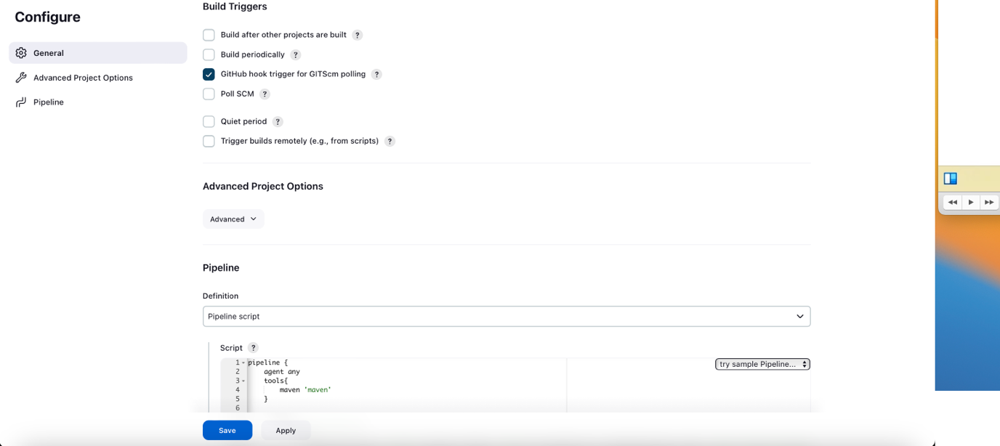 Configure
General
Advanced Project Options
Pipeline
Build Triggers
Build after other projects are built ?
Build periodically ?
GitHub hook trigger for GITScm polling ?
Poll SCM ?
Quiet period ?
Trigger builds remotely (e.g., from scripts) ?
Advanced Project Options
Advanced
Pipeline
Definition
Pipeline script
Script ?
try sample Pipeline...
1 pipeline {
2 agent any
3 tools{
4 maven 'maven'
5 }
6
Save Apply